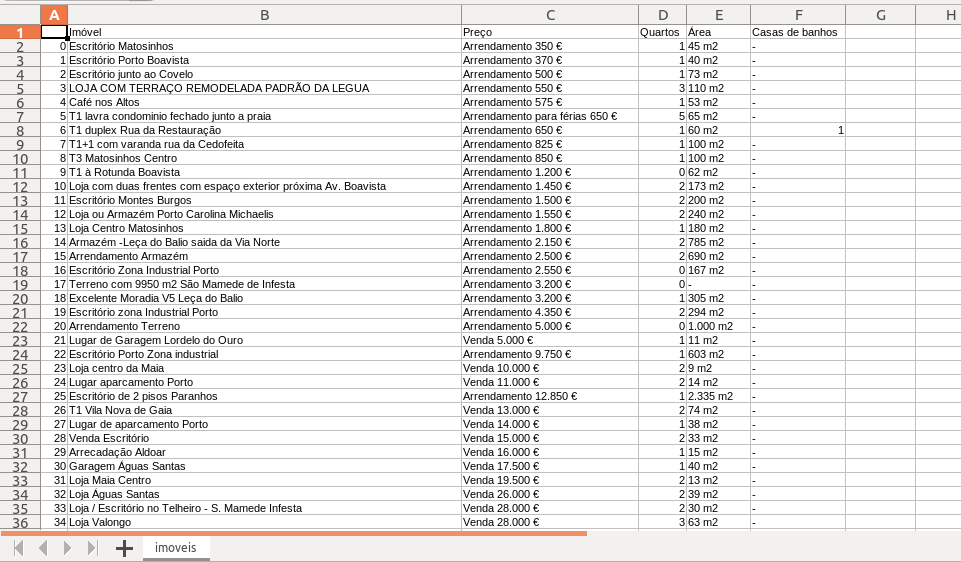 A B C D E F G H
1 Imóvel Preço Quartos Área Casas de banhos
2 0 Escritório Matosinhos Arrendamento 350 € 1 45 m2 -
3 1 Escritório Porto Boavista Arrendamento 370 € 1 40 m2 -
4 2 Escritório junto ao Covelo Arrendamento 500 € 1 73 m2 -
5 3 LOJA COM TERRAÇO REMODELADA PADRÃO DA LEGUA Arrendamento 550 € 3 110 m2 -
6 4 Café nos Altos Arrendamento 575 € 1 53 m2 -
7 5 T1 lavra condominio fechado junto a praia Arrendamento para férias 650 € 5 65 m2 -
8 6 T1 duplex Rua da Restauração Arrendamento 650 € 1 60 m2 1
9 7 T1+1 com varanda rua da Cedofeita Arrendamento 825 € 1 100 m2 -
10 8 T3 Matosinhos Centro Arrendamento 850 € 1 100 m2 -
11 9 T1 à Rotunda Boavista Arrendamento 1.200 € 0 62 m2 -
12 10 Loja com duas frentes com espaço exterior próxima Av. Boavista Arrendamento 1.450 € 2 173 m2 -
13 11 Escritório Montes Burgos Arrendamento 1.500 € 2 200 m2 -
14 12 Loja ou Armazém Porto Carolina Michaelis Arrendamento 1.550 € 2 240 m2 -
15 13 Loja Centro Matosinhos Arrendamento 1.800 € 1 180 m2 -
16 14 Armazém -Leça do Balio saida da Via Norte Arrendamento 2.150 € 2 785 m2 -
17 15 Arrendamento Armazém Arrendamento 2.500 € 2 690 m2 -
18 16 Escritório Zona Industrial Porto Arrendamento 2.550 € 0 167 m2 -
19 17 Terreno com 9950 m2 São Mamede de Infesta Arrendamento 3.200 € 0 - -
20 18 Excelente Moradia V5 Leça do Balio Arrendamento 3.200 € 1 305 m2 -
21 19 Escritório zona Industrial Porto Arrendamento 4.350 € 2 294 m2 -
22 20 Arrendamento Terreno Arrendamento 5.000 € 0 1.000 m2 -
23 21 Lugar de Garagem Lordelo do Ouro Venda 5.000 € 1 11 m2 -
24 22 Escritório Porto Zona industrial Arrendamento 9.750 € 1 603 m2 -
25 23 Loja centro da Maia Venda 10.000 € 2 9 m2 -
26 24 Lugar aparcamento Porto Venda 11.000 € 2 14 m2 -
27 25 Escritório de 2 pisos Paranhos Arrendamento 12.850 € 1 2.335 m2 -
28 26 T1 Vila Nova de Gaia Venda 13.000 € 2 74 m2 -
29 27 Lugar de aparcamento Porto Venda 14.000 € 1 38 m2 -
30 28 Venda Escritório Venda 15.000 € 2 33 m2 -
31 29 Arrecadação Aldoar Venda 16.000 € 1 15 m2 -
32 30 Garagem Águas Santas Venda 17.500 € 1 40 m2 -
33 31 Loja Maia Centro Venda 19.500 € 2 13 m2 -
34 32 Loja Águas Santas Venda 26.000 € 2 39 m2 -
35 33 Loja / Escritório no Telheiro - S. Mamede Infesta Venda 28.000 € 2 30 m2 -
36 34 Loja Valongo Venda 28.000 € 3 63 m2 -
imoveis